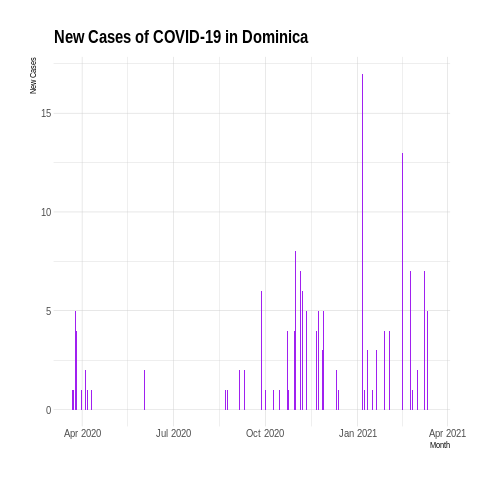 New Cases of COVID-19 in Dominica
New Cases
15
10
5
0
Apr 2020 Jul 2020 Oct 2020 Jan 2021 Apr 2021
Month